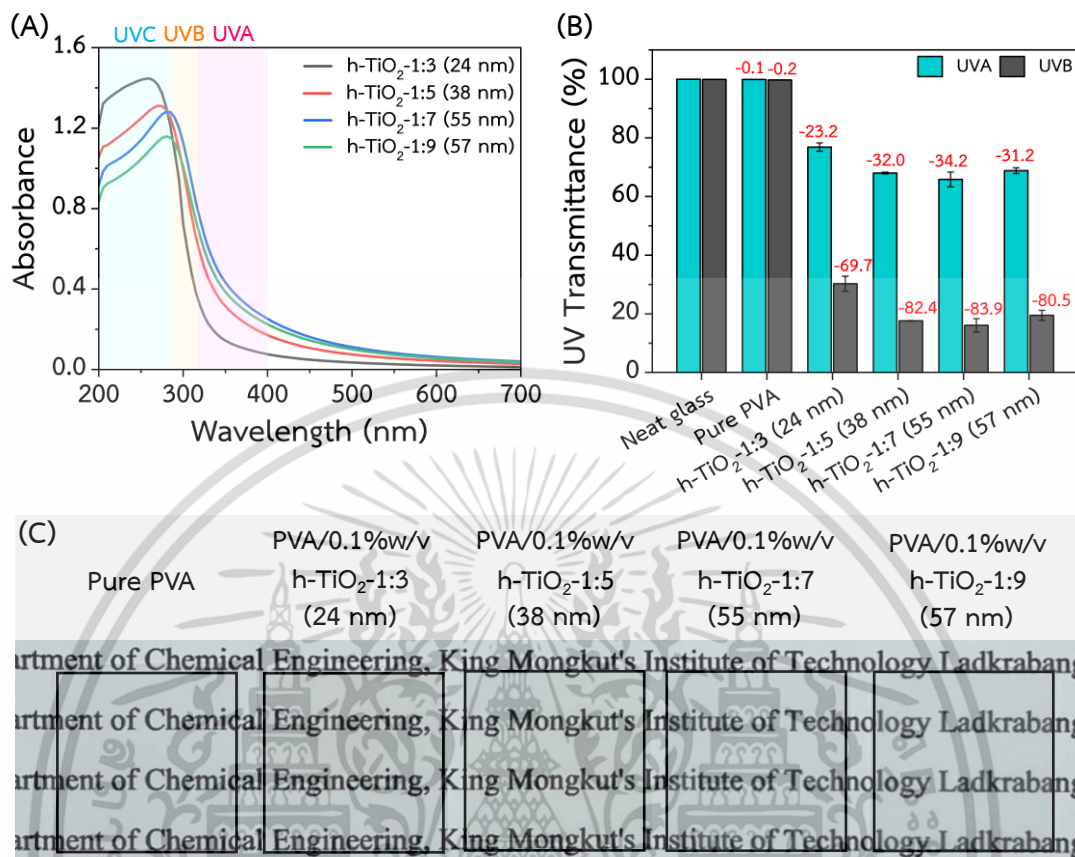 (A)
UVC UVB UVA
1.6
1.2
0.8
0.4
0.0
Absorbance
h-TiO₂-1:3 (24 nm)
h-TiO₂-1:5 (38 nm)
h-TiO₂-1:7 (55 nm)
h-TiO₂-1:9 (57 nm)
200 300 400 500 600 700
Wavelength (nm)
(B)
UV Transmittance (%)
100
80
60
40
20
0
UVA UVB
-0.1 -0.2
-23.2
-69.7
-32.0
-82.4
-34.2
-83.9
-31.2
-80.5
Neat glass
Pure PVA
h-TiO₂-1:3 (24 nm)
h-TiO₂-1:5 (38 nm)
h-TiO₂-1:7 (55 nm)
h-TiO₂-1:9 (57 nm)
(C)
Pure PVA
PVA/0.1%w/v
h-TiO₂-1:3
(24 nm)
PVA/0.1%w/v
h-TiO₂-1:5
(38 nm)
PVA/0.1%w/v
h-TiO₂-1:7
(55 nm)
PVA/0.1%w/v
h-TiO₂-1:9
(57 nm)
artment of Chemical Engineering, King Mongkut's Institute of Technology Ladkrabang
artment of Chemical Engineering, King Mongkut's Institute of Technology Ladkrabang
artment of Chemical Engineering, King Mongkut's Institute of Technology Ladkrabang
artment of Chemical Engineering, King Mongkut's Institute of Technology Ladkrabang